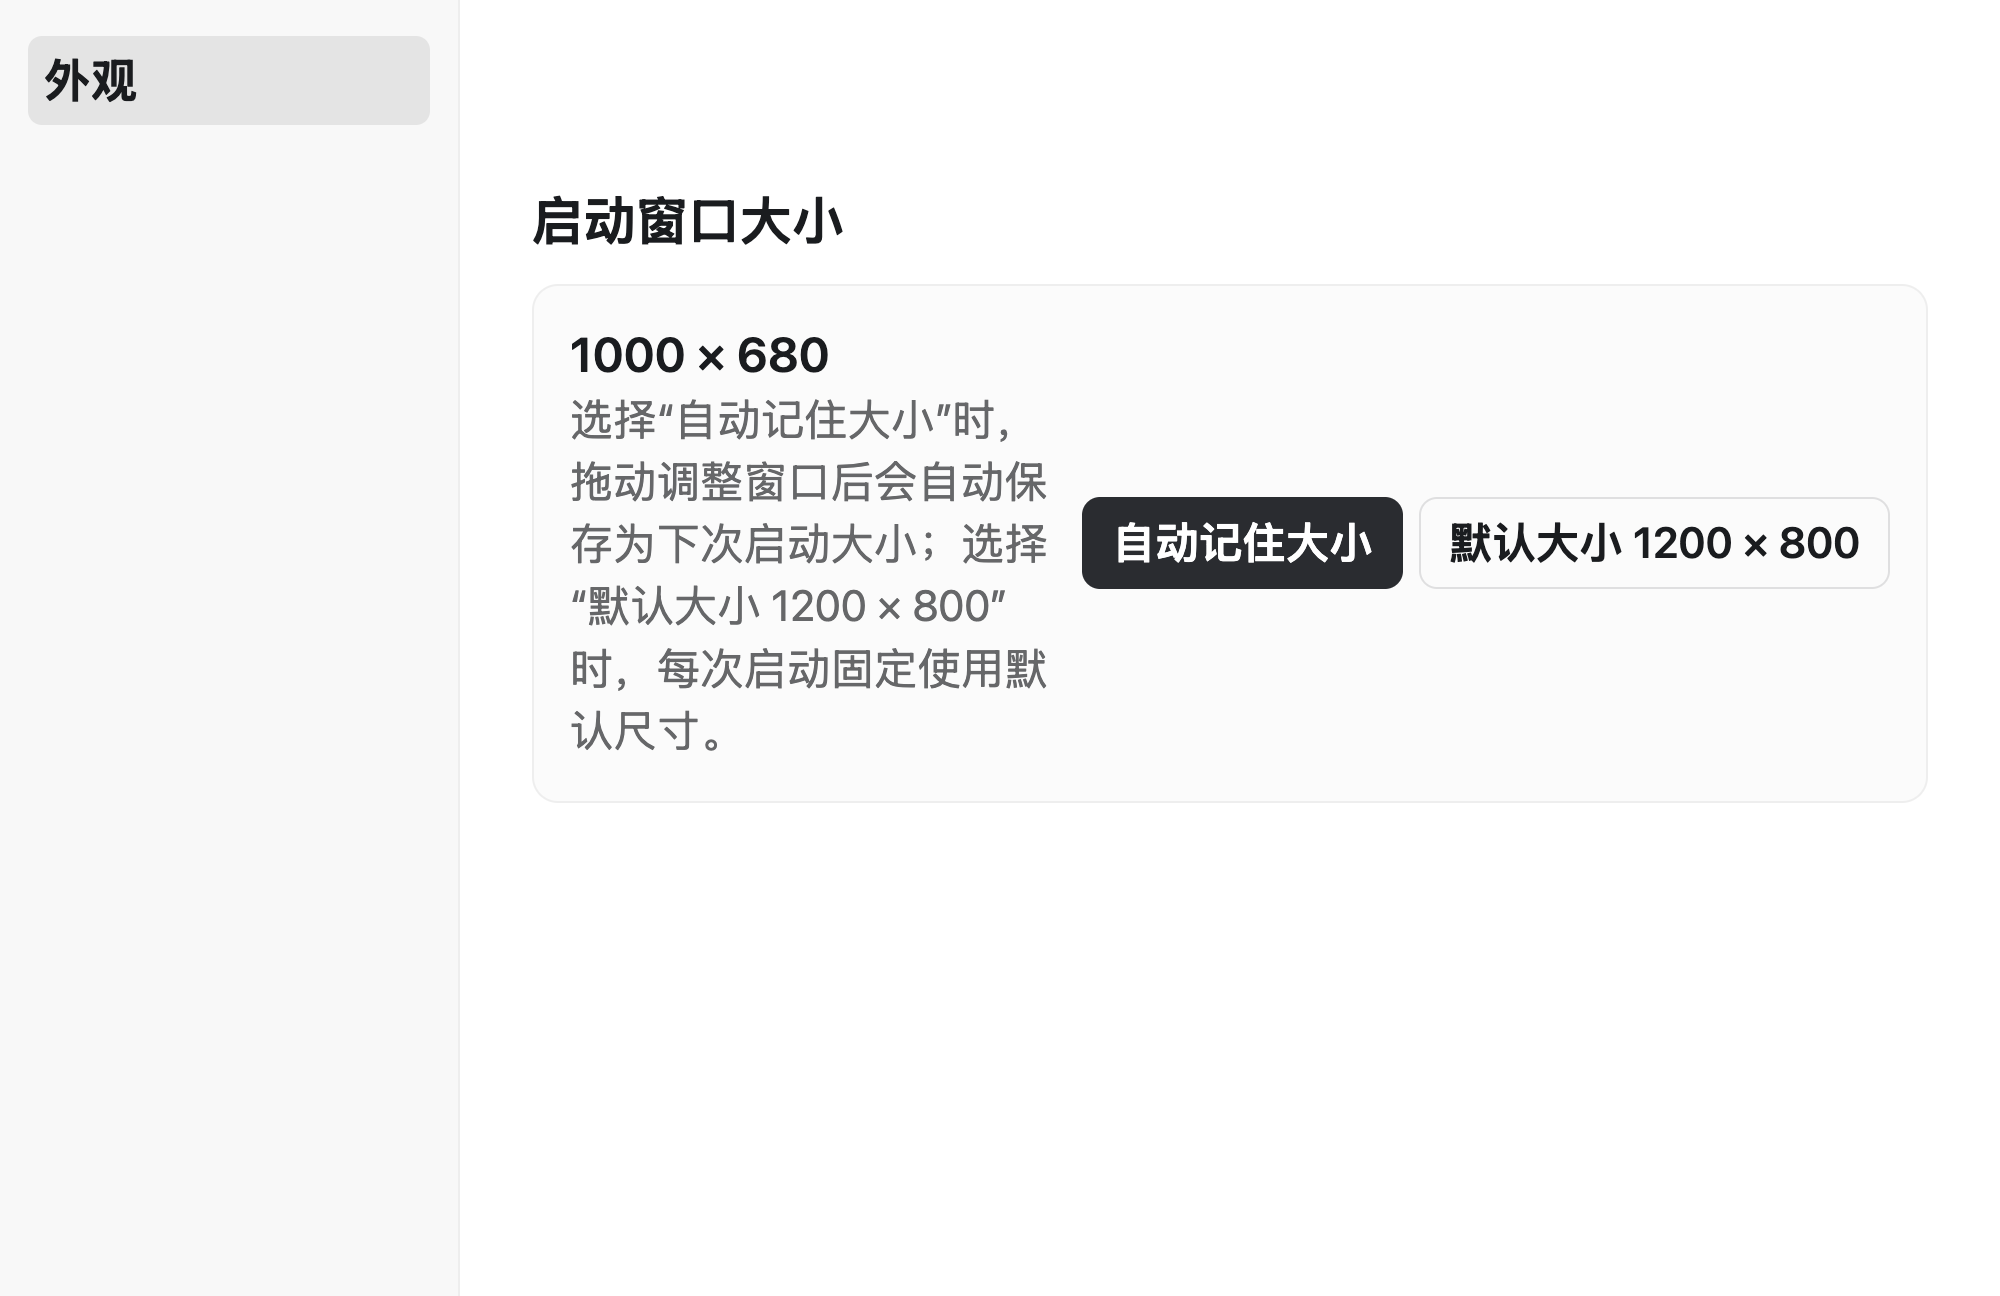 外观
启动窗口大小
1000 × 680
选择“自动记住大小”时，
拖动调整窗口后会自动保
存为下次启动大小；选择
“默认大小 1200 × 800”
时，每次启动固定使用默
认尺寸。
自动记住大小
默认大小 1200 × 800